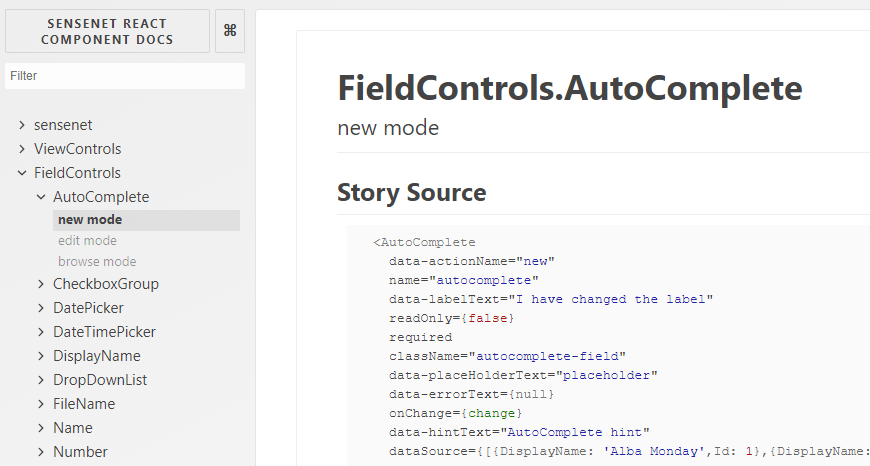 SENSENET REACT
COMPONENT DOCS
⌘
Filter
sensenet
ViewControls
FieldControls
AutoComplete
new mode
edit mode
browse mode
CheckboxGroup
DatePicker
DateTimePicker
DisplayName
DropDownList
FileName
Name
Number
FieldControls.AutoComplete
new mode
Story Source
<AutoComplete
data-actionName="new"
name="autocomplete"
data-labelText="I have changed the label"
readOnly={false}
required
className="autocomplete-field"
data-placeHolderText="placeholder"
data-errorText={null}
onChange={change}
data-hintText="AutoComplete hint"
dataSource={[{DisplayName: 'Alba Monday',Id: 1},{DisplayName: